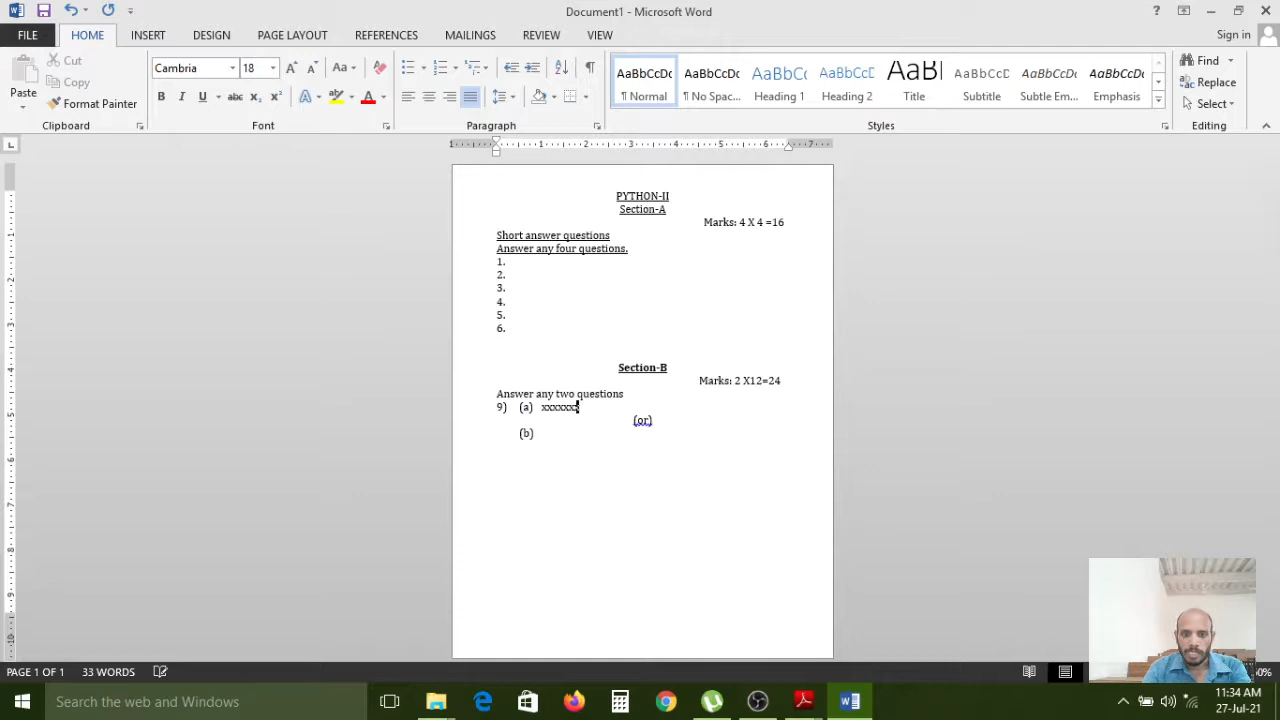 Document1 - Microsoft Word
FILE HOME INSERT DESIGN PAGE LAYOUT REFERENCES MAILINGS REVIEW VIEW Sign in
Paste Cut Copy Format Painter Clipboard
Cambria 18 Font
Paragraph
AaBbCcDc AaBbCcDc AaBbCc AaBbCcD AaBb AaBbCcD AaBbCcDc AaBbCcDc
¶ Normal ¶ No Spac... Heading 1 Heading 2 Title Subtitle Subtle Em... Emphasis
Styles
Find Replace Select Editing
PYTHON-II
Section-A
Marks: 4 X 4 =16
Short answer questions
Answer any four questions.
1.
2.
3.
4.
5.
6.
Section-B
Marks: 2 X12=24
Answer any two questions
9) (a) xxxxxxx
(or)
(b)
PAGE 1 OF 1 33 WORDS
Search the web and Windows
11:34 AM
27-Jul-21